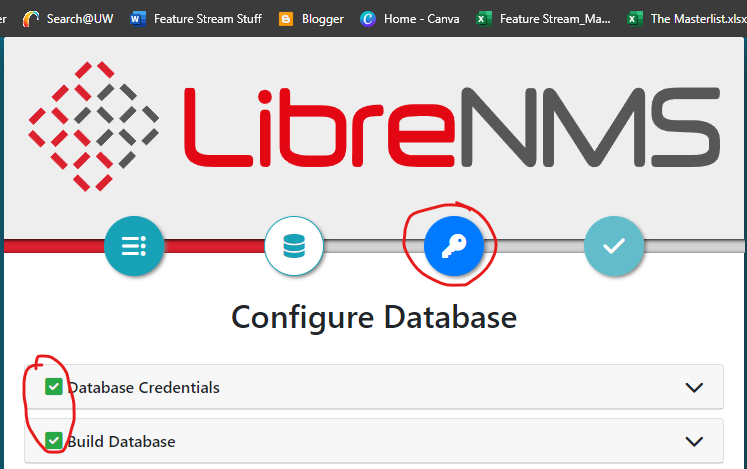 er Search@UW Feature Stream Stuff Blogger Home - Canva Feature Stream_Ma... The Masterlist.xlsx
LibreNMS
Configure Database
Database Credentials
Build Database